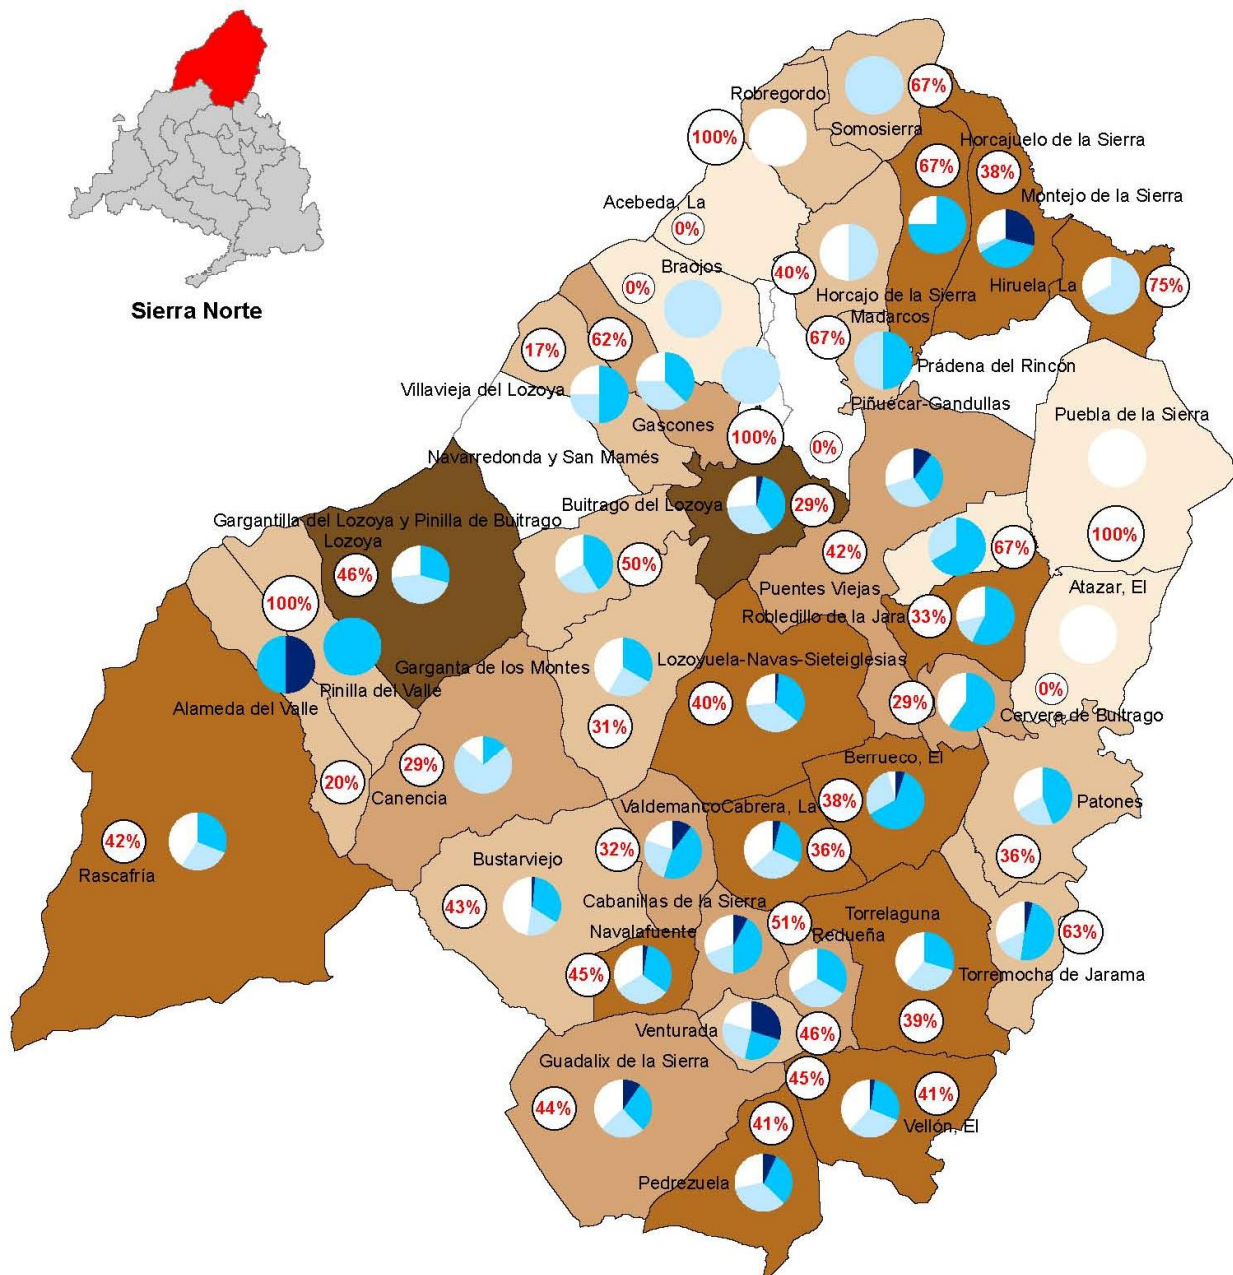 Sierra Norte
Robregordo
67%
Somosierra
100%
Horcajuelo de la Sierra
67%
38%
Acebeda, La
Montejo de la Sierra
0%
Braojos
40%
0%
Horcajo de la Sierra
Hiruela, La
75%
Madarcos
17%
62%
67%
Prádena del Rincón
Villavieja del Lozoya
Piñuécar-Gandullas
Puebla de la Sierra
Gascones
100%
0%
Navarredonda y San Mamés
Buitrago del Lozoya
29%
Gargantilla del Lozoya y Pinilla de Buitrago
Lozoya
100%
67%
42%
50%
46%
Puentes Viejas
Atazar, El
100%
Robledillo de la Jara
33%
Garganta de los Montes
Lozoyuela-Navas-Sieteiglesias
Pinilla del Valle
0%
Alameda del Valle
40%
29%
Cervera de Buitrago
31%
Berrueco, El
29%
20%
Canencia
Valdemanco
Cabrera, La
38%
Patones
42%
32%
36%
36%
Rascafría
Bustarviejo
Cabanillas de la Sierra
43%
51%
Torrelaguna
Navalafuente
Redueña
63%
45%
Torremocha de Jarama
39%
Venturada
46%
Guadalix de la Sierra
45%
41%
44%
41%
Vellón, El
Pedrezuela